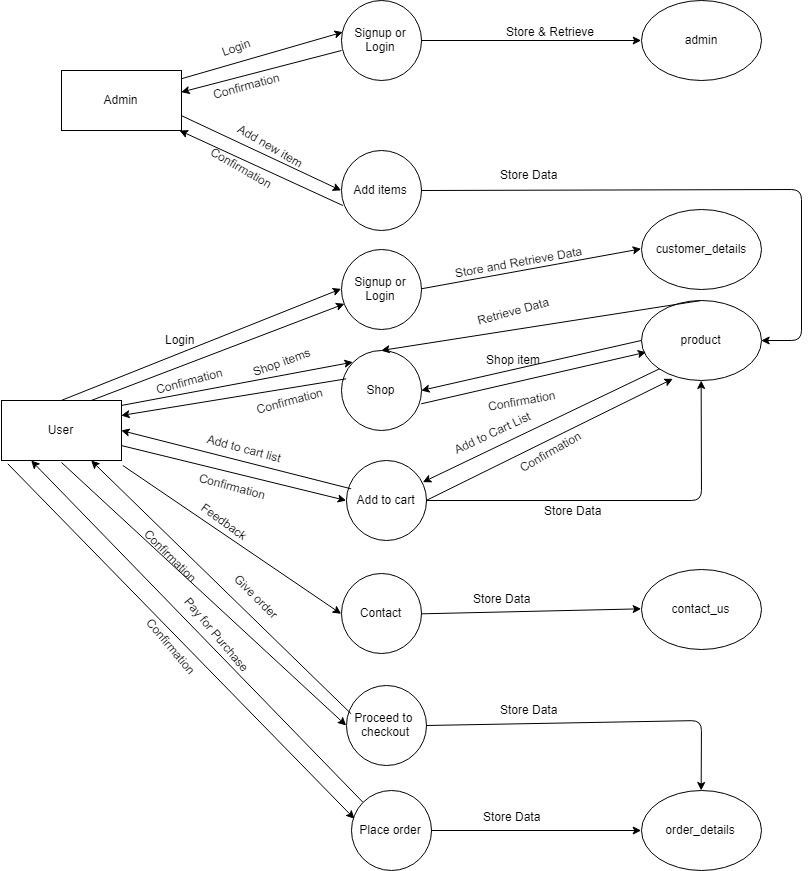 Login
Signup or
Login
Store & Retrieve
admin
Confirmation
Admin
Add new item
Confirmation
Add items
Store Data
Signup or
Login
Store and Retrieve Data
customer_details
Retrieve Data
Login
product
Shop items
Shop item
Confirmation
Shop
Confirmation
Confirmation
User
Add to cart list
Add to Cart List
Confirmation
Confirmation
Add to cart
Store Data
Feedback
Confirmation
Give order
Contact
Store Data
contact_us
Pay for Purchase
Confirmation
Proceed to
checkout
Store Data
Place order
Store Data
order_details